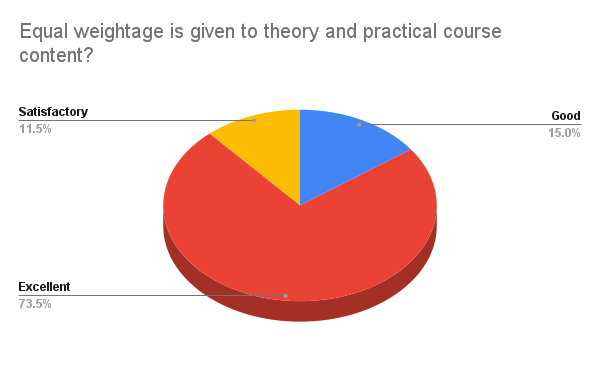 Equal weightage is given to theory and practical course
content?
Satisfactory
11.5%
Good
15.0%
Excellent
73.5%